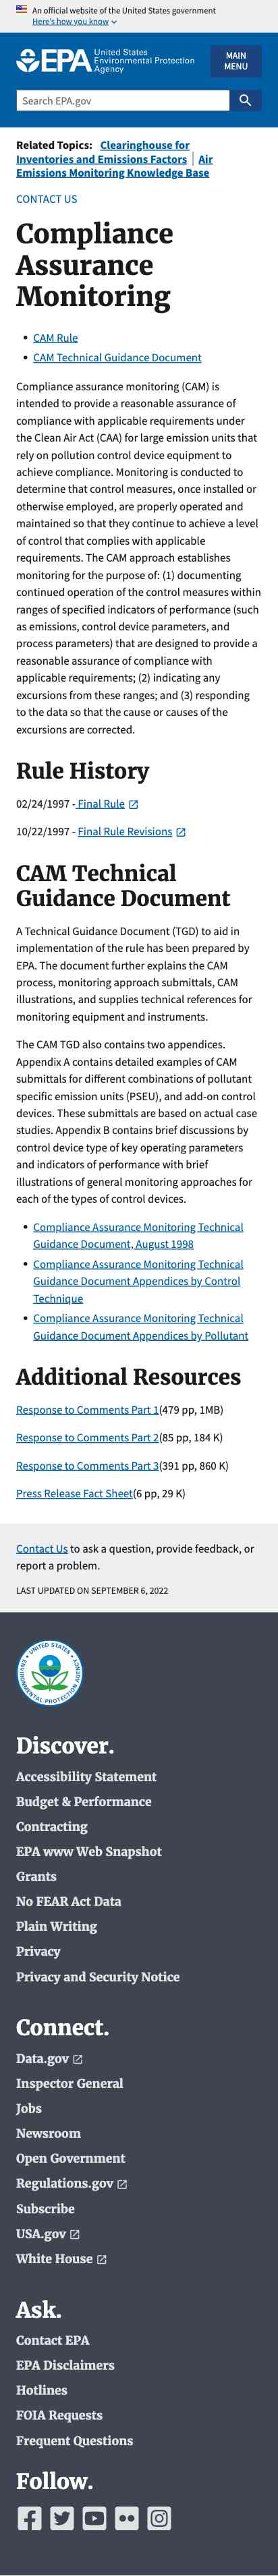 An official website of the United States government
Here's how you know
EPA United States
Environmental Protection
Agency
MAIN
MENU
Search EPA.gov
Related Topics: Clearinghouse for
Inventories and Emissions Factors | Air
Emissions Monitoring Knowledge Base
CONTACT US
Compliance
Assurance
Monitoring
• CAM Rule
• CAM Technical Guidance Document
Compliance assurance monitoring (CAM) is
intended to provide a reasonable assurance of
compliance with applicable requirements under
the Clean Air Act (CAA) for large emission units that
rely on pollution control device equipment to
achieve compliance. Monitoring is conducted to
determine that control measures, once installed or
otherwise employed, are properly operated and
maintained so that they continue to achieve a level
of control that complies with applicable
requirements. The CAM approach establishes
monitoring for the purpose of: (1) documenting
continued operation of the control measures within
ranges of specified indicators of performance (such
as emissions, control device parameters, and
process parameters) that are designed to provide a
reasonable assurance of compliance with
applicable requirements; (2) indicating any
excursions from these ranges; and (3) responding
to the data so that the cause or causes of the
excursions are corrected.
Rule History
02/24/1997 - Final Rule
10/22/1997 - Final Rule Revisions
CAM Technical
Guidance Document
A Technical Guidance Document (TGD) to aid in
implementation of the rule has been prepared by
EPA. The document further explains the CAM
process, monitoring approach submittals, CAM
illustrations, and supplies technical references for
monitoring equipment and instruments.
The CAM TGD also contains two appendices.
Appendix A contains detailed examples of CAM
submittals for different combinations of pollutant
specific emission units (PSEU), and add-on control
devices. These submittals are based on actual case
studies. Appendix B contains brief discussions by
control device type of key operating parameters
and indicators of performance with brief
illustrations of general monitoring approaches for
each of the types of control devices.
• Compliance Assurance Monitoring Technical
Guidance Document, August 1998
• Compliance Assurance Monitoring Technical
Guidance Document Appendices by Control
Technique
• Compliance Assurance Monitoring Technical
Guidance Document Appendices by Pollutant
Additional Resources
Response to Comments Part 1(479 pp, 1MB)
Response to Comments Part 2(85 pp, 184 K)
Response to Comments Part 3(391 pp, 860 K)
Press Release Fact Sheet(6 pp, 29 K)
Contact Us to ask a question, provide feedback, or
report a problem.
LAST UPDATED ON SEPTEMBER 6, 2022
UNITED STATES ENVIRONMENTAL PROTECTION AGENCY
Discover.
Accessibility Statement
Budget & Performance
Contracting
EPA www Web Snapshot
Grants
No FEAR Act Data
Plain Writing
Privacy
Privacy and Security Notice
Connect.
Data.gov
Inspector General
Jobs
Newsroom
Open Government
Regulations.gov
Subscribe
USA.gov
White House
Ask.
Contact EPA
EPA Disclaimers
Hotlines
FOIA Requests
Frequent Questions
Follow.